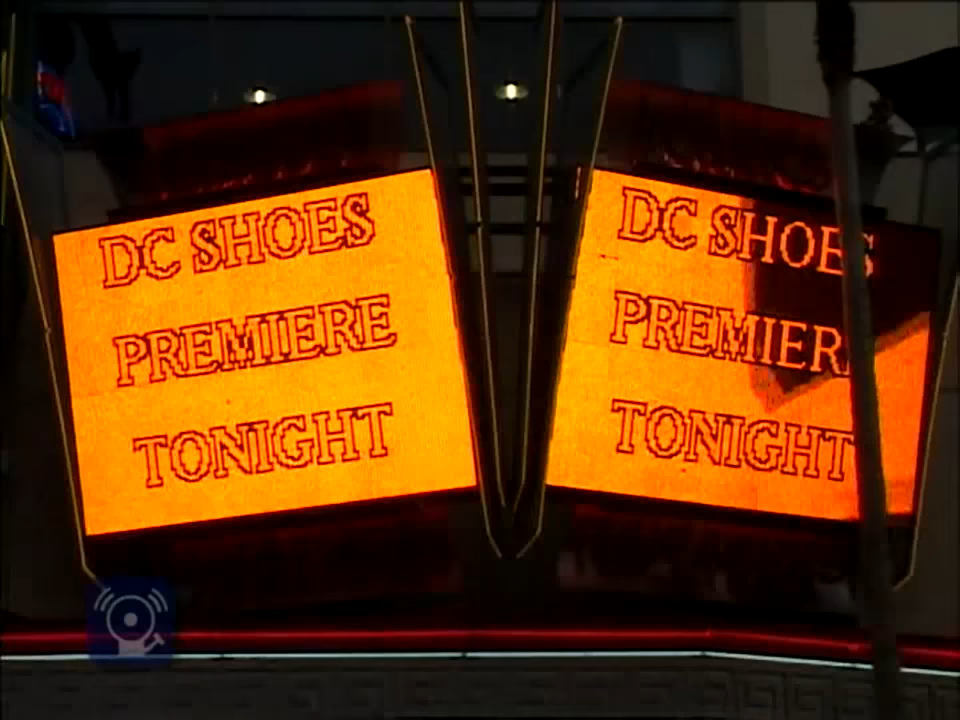 DC SHOES
PREMIERE
TONIGHT
DC SHOES
PREMIERE
TONIGHT